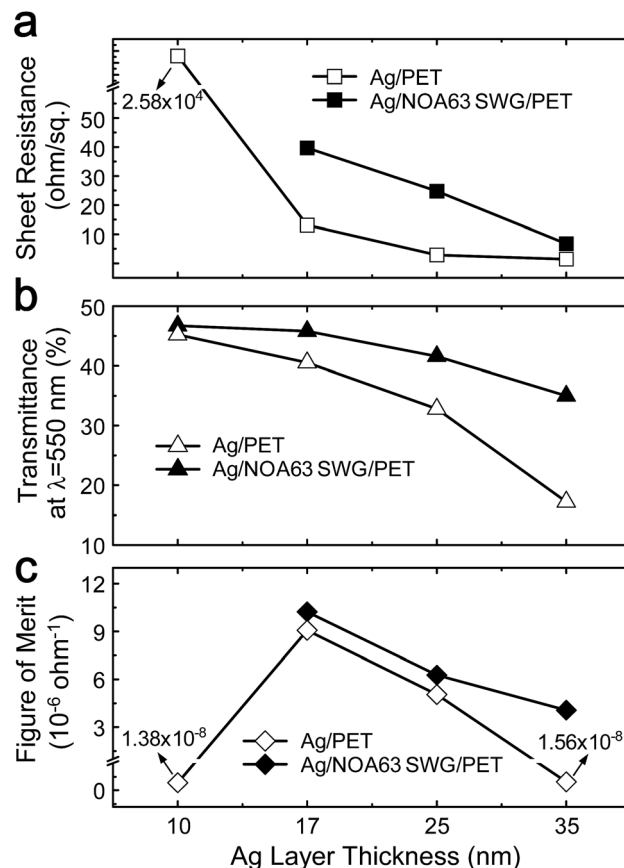 a
Sheet Resistance
(ohm/sq.)
50
40
30
20
10
2.58x10⁴
Ag/PET
Ag/NOA63 SWG/PET
b
Transmittance
at λ=550 nm (%)
50
40
30
20
10
Ag/PET
Ag/NOA63 SWG/PET
c
Figure of Merit
(10⁻⁶ ohm⁻¹)
12
9
6
3
0
1.38x10⁻⁸
Ag/PET
Ag/NOA63 SWG/PET
1.56x10⁻⁸
10 17 25 35
Ag Layer Thickness (nm)